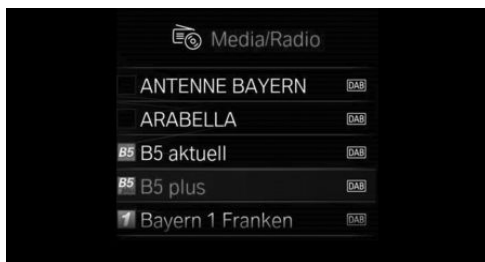 Media/Radio
ANTENNE BAYERN DAB
ARABELLA DAB
B5 B5 aktuell DAB
B5 B5 plus DAB
1 Bayern 1 Franken DAB